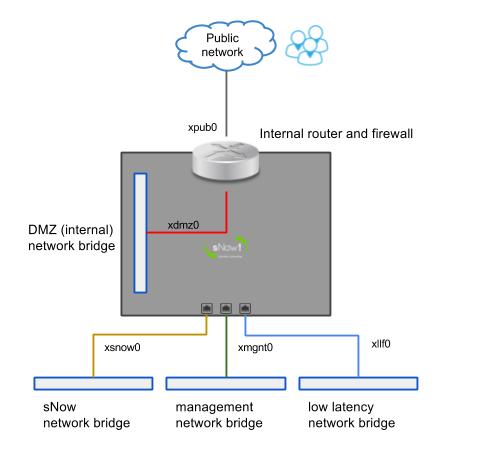 Public
network
xpub0
Internal router and firewall
DMZ (internal)
network bridge
xdmz0
sNow!
xsnow0
xmgnt0
xllf0
sNow
network bridge
management
network bridge
low latency
network bridge